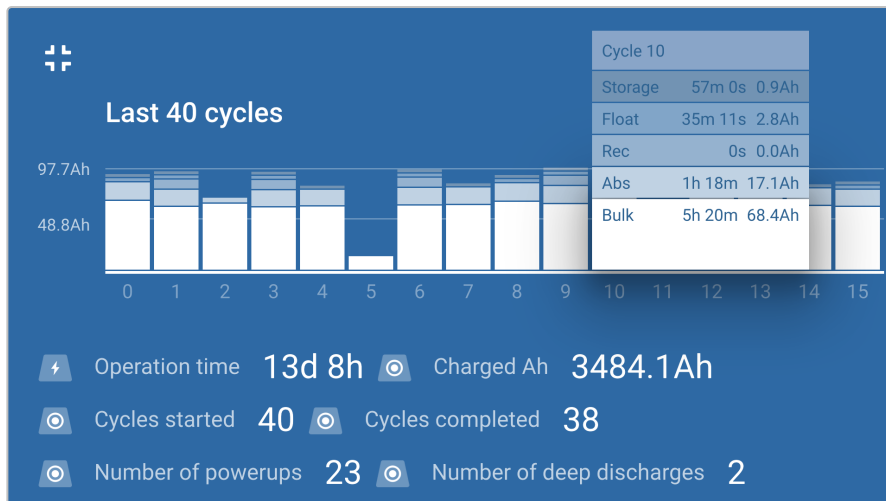 Cycle 10
Storage 57m 0s 0.9Ah
Float 35m 11s 2.8Ah
Rec 0s 0.0Ah
Abs 1h 18m 17.1Ah
Bulk 5h 20m 68.4Ah
Last 40 cycles
97.7Ah
48.8Ah
0 1 2 3 4 5 6 7 8 9 10 11 12 13 14 15
Operation time 13d 8h Charged Ah 3484.1Ah
Cycles started 40 Cycles completed 38
Number of powerups 23 Number of deep discharges 2